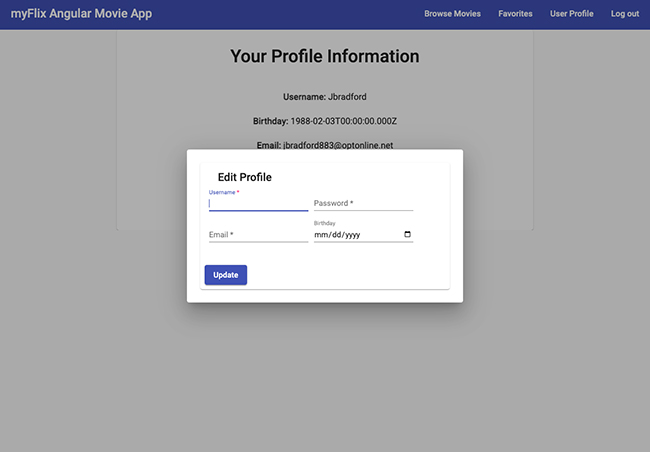 myFlix Angular Movie App Browse Movies Favorites User Profile Log out
Your Profile Information
Username: Jbradford
Birthday: 1988-02-03T00:00:00.000Z
Email: jbradford883@optonline.net
Edit Profile
Username *
Password *
Birthday
Email * mm/dd/yyyy
Update